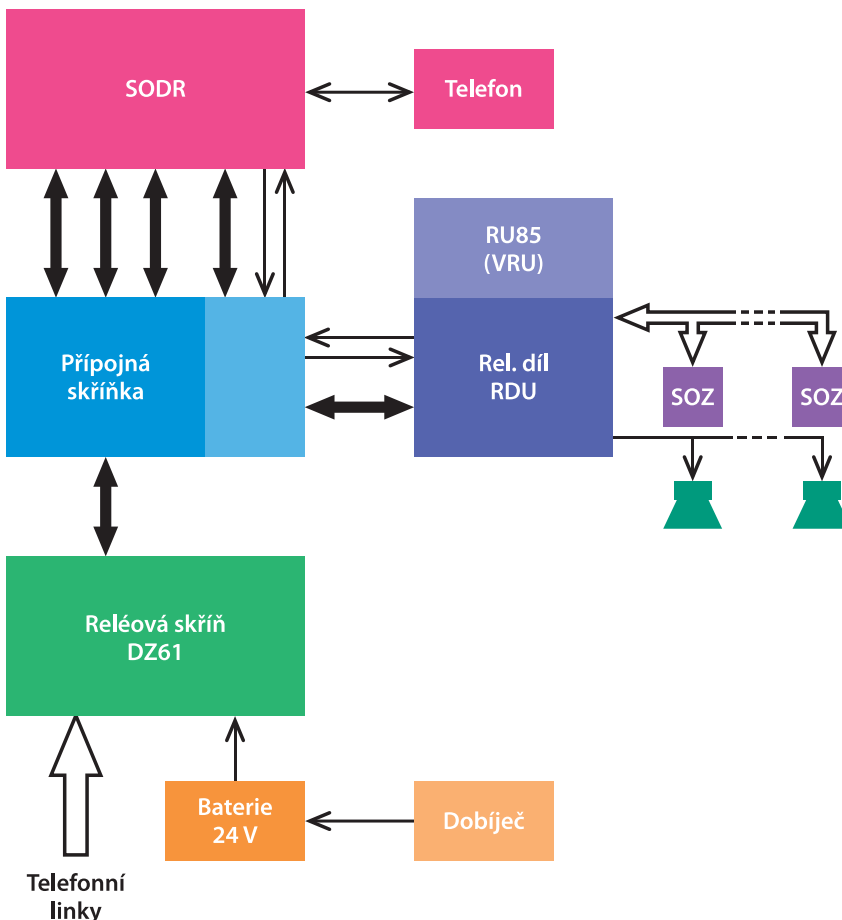 SODR
Telefon
RU85
(VRU)
Přípojná
skříňka
Rel. díl
RDU
SOZ
SOZ
Reléová skříň
DZ61
Baterie
24 V
Dobíječ
Telefonní
linky